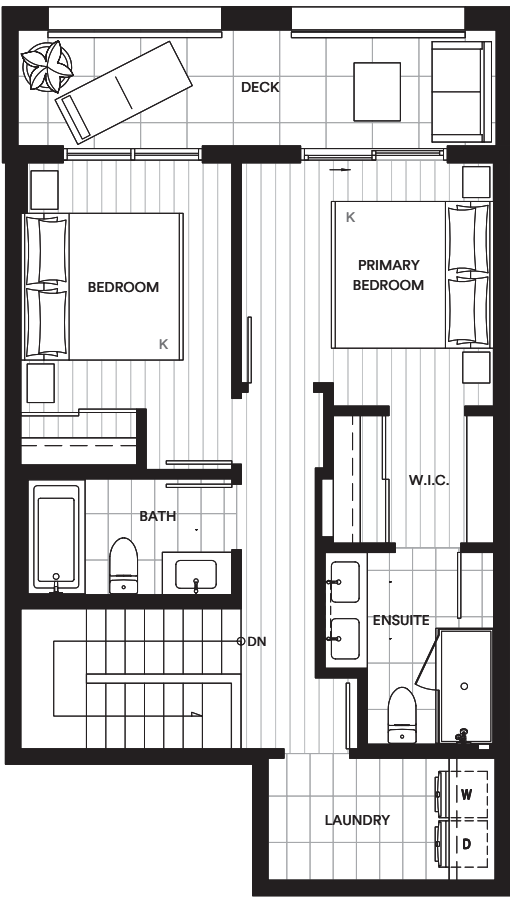 DECK
K
PRIMARY
BEDROOM
BEDROOM
K
W.I.C.
BATH
ENSUITE
DN
W
LAUNDRY
D